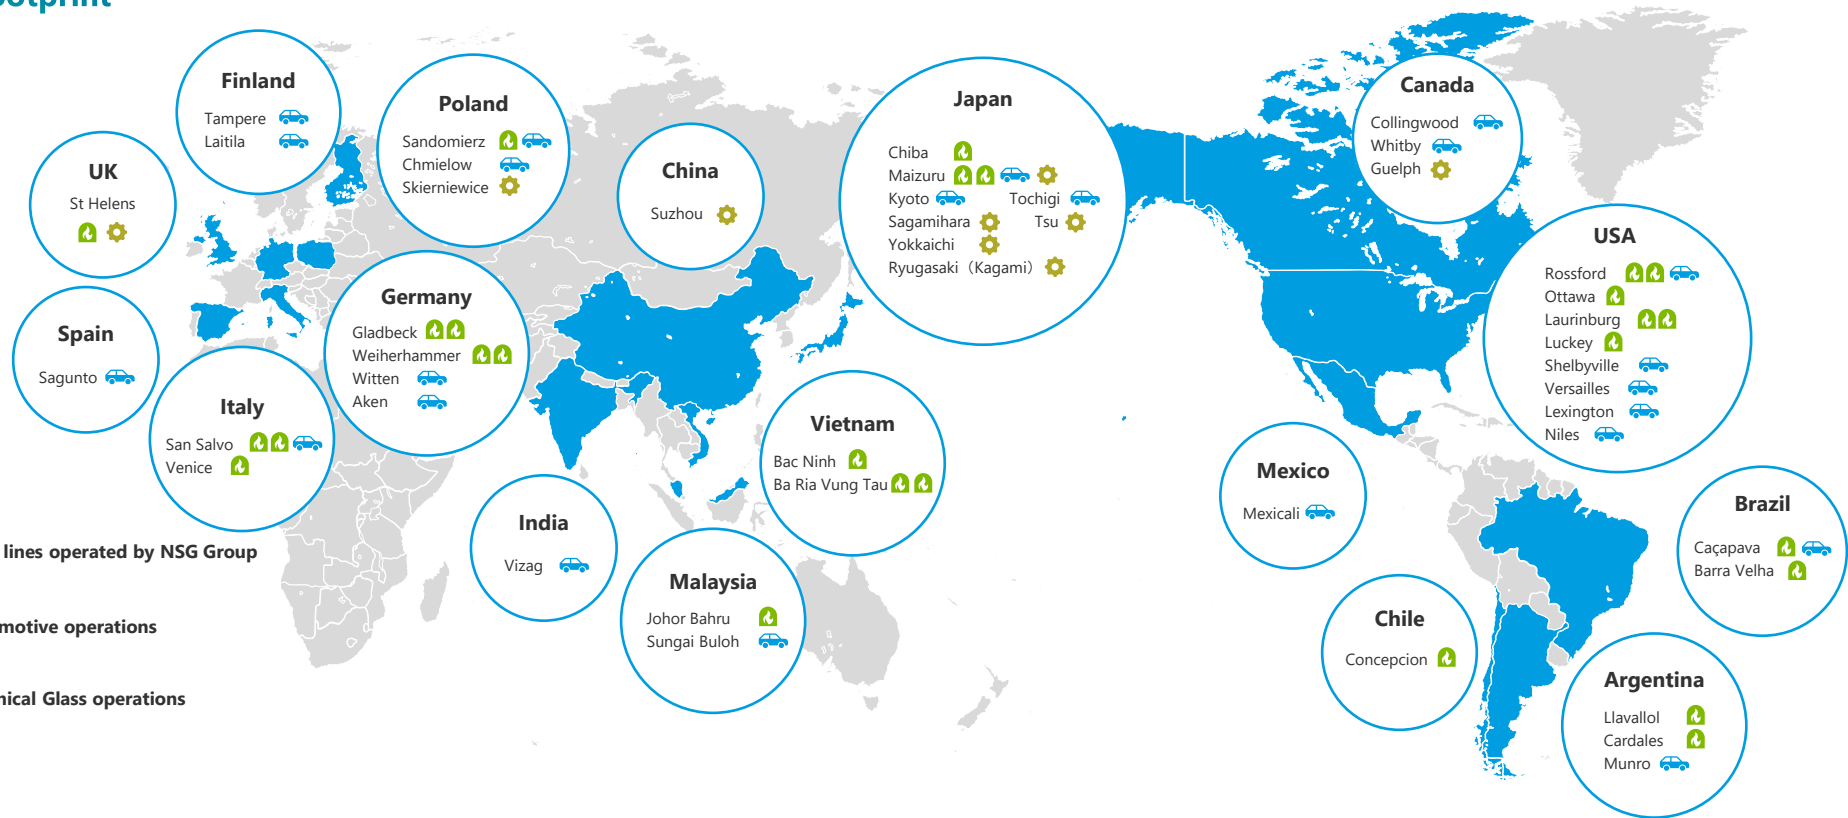 Finland
Tampere
Laitila
Poland
Sandomierz
Chmielow
Skierniewice
UK
St Helens
China
Suzhou
Japan
Chiba
Maizuru
Kyoto Tochigi
Sagamihara Tsu
Yokkaichi
Ryugasaki（Kagami）
Canada
Collingwood
Whitby
Guelph
USA
Rossford
Ottawa
Laurinburg
Luckey
Shelbyville
Versailles
Lexington
Niles
Spain
Sagunto
Germany
Gladbeck
Weiherhammer
Witten
Aken
Italy
San Salvo
Venice
Vietnam
Bac Ninh
Ba Ria Vung Tau
India
Vizag
Malaysia
Johor Bahru
Sungai Buloh
Mexico
Mexicali
Brazil
Caçapava
Barra Velha
Chile
Concepcion
Argentina
Llavallol
Cardales
Munro
lines operated by NSG Group
operations
Glass operations